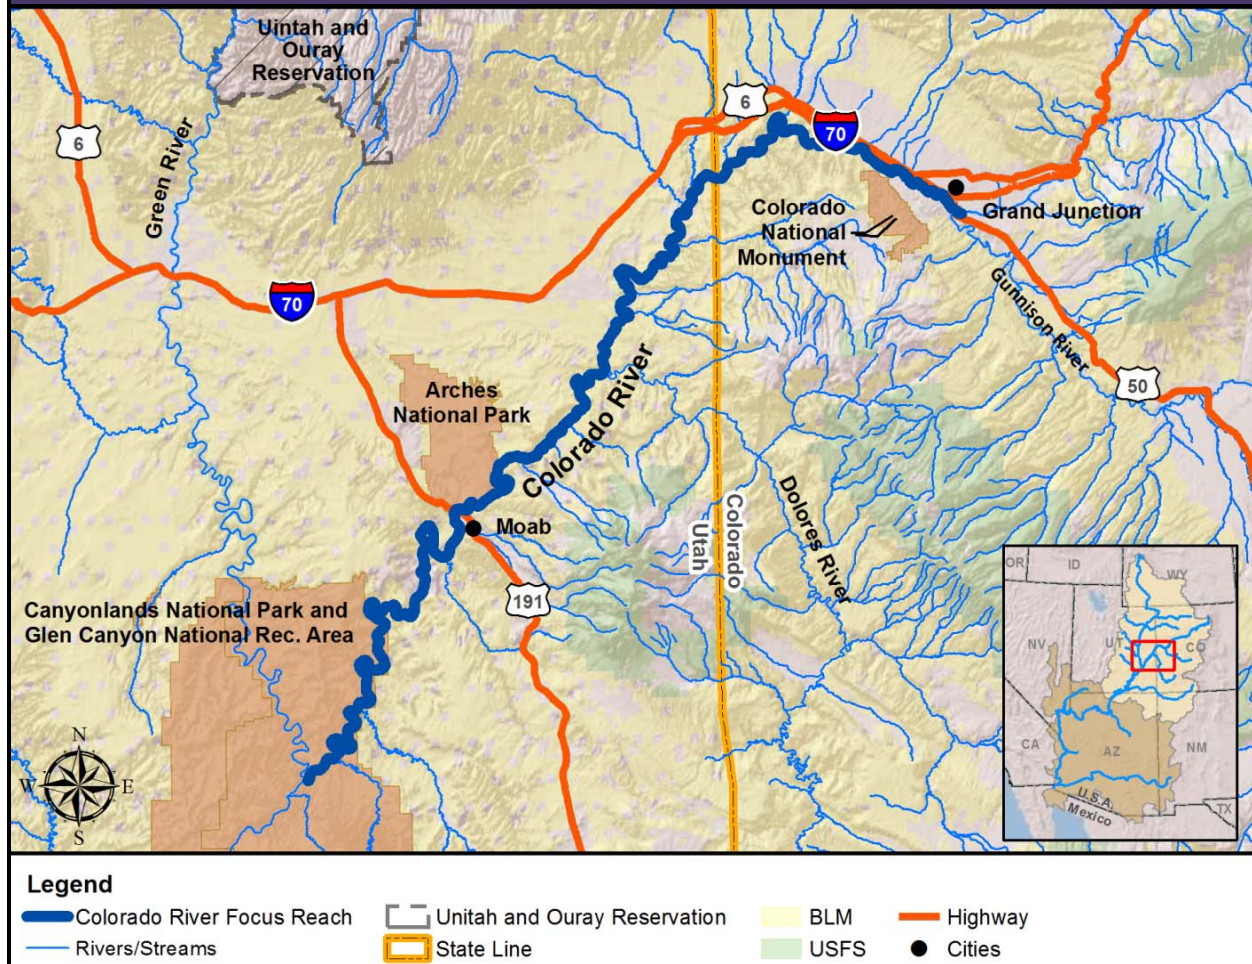 Uintah and
Ouray
Reservation
6
6
70
Green River
Grand Junction
Colorado
National
Monument
70
Gunnison River
50
Arches
National Park
Colorado River
Moab
Colorado
Utah
Dolores River
191
Canyonlands National Park and
Glen Canyon National Rec. Area
N
W E
S
OR
ID
WY
NV
UT
CO
CA
AZ
NM
U.S.A
Mexico
TX
Legend
Colorado River Focus Reach
Unitah and Ouray Reservation
BLM
Highway
Rivers/Streams
State Line
USFS
Cities